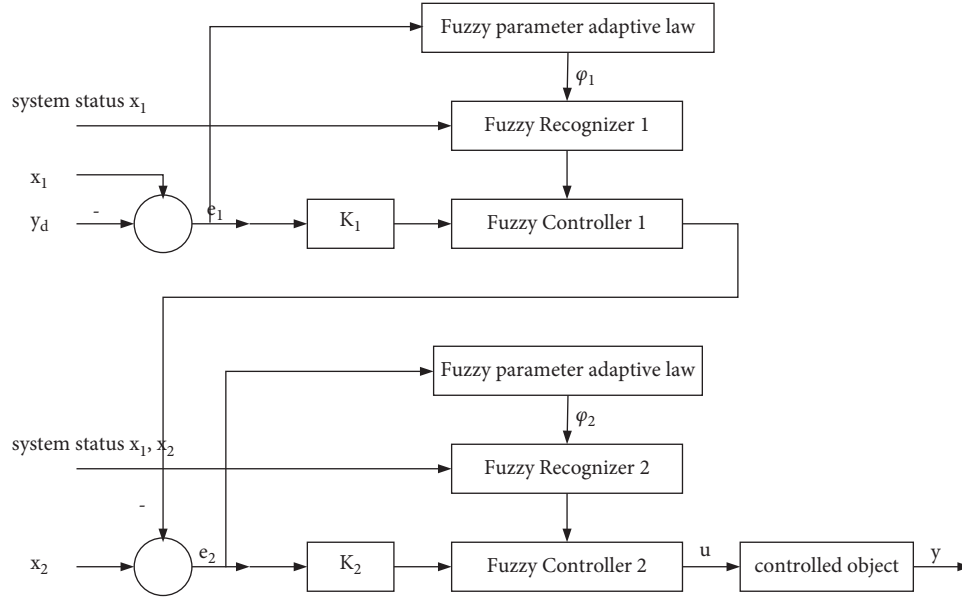 Fuzzy parameter adaptive law
φ₁
system status x₁
Fuzzy Recognizer 1
x₁
y_d
-
e₁
K₁
Fuzzy Controller 1
Fuzzy parameter adaptive law
φ₂
system status x₁, x₂
Fuzzy Recognizer 2
-
x₂
e₂
K₂
Fuzzy Controller 2
u
controlled object
y